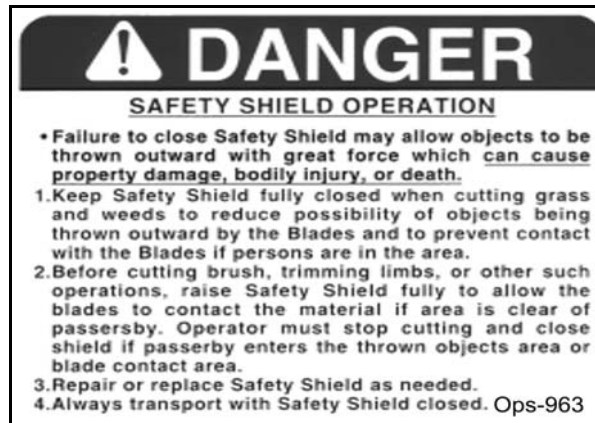 DANGER
SAFETY SHIELD OPERATION
• Failure to close Safety Shield may allow objects to be
thrown outward with great force which can cause
property damage, bodily injury, or death.
1.Keep Safety Shield fully closed when cutting grass
and weeds to reduce possibility of objects being
thrown outward by the Blades and to prevent contact
with the Blades if persons are in the area.
2.Before cutting brush, trimming limbs, or other such
operations, raise Safety Shield fully to allow the
blades to contact the material if area is clear of
passersby. Operator must stop cutting and close
shield if passerby enters the thrown objects area or
blade contact area.
3.Repair or replace Safety Shield as needed.
4.Always transport with Safety Shield closed. Ops-963